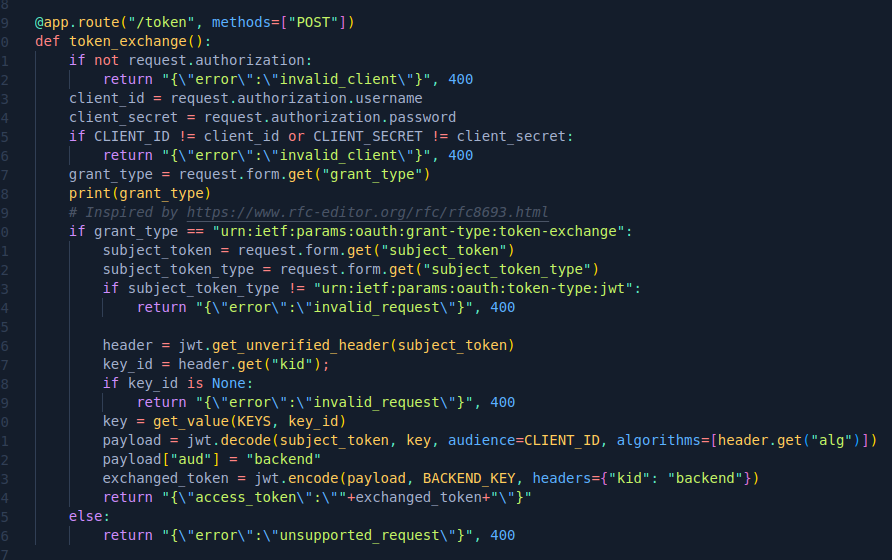 8
9 @app.route("/token", methods=["POST"])
0 def token_exchange():
1 if not request.authorization:
2 return "{\"error\":\"invalid_client\"}", 400
3 client_id = request.authorization.username
4 client_secret = request.authorization.password
5 if CLIENT_ID != client_id or CLIENT_SECRET != client_secret:
6 return "{\"error\":\"invalid_client\"}", 400
7 grant_type = request.form.get("grant_type")
8 print(grant_type)
9 # Inspired by https://www.rfc-editor.org/rfc/rfc8693.html
0 if grant_type == "urn:ietf:params:oauth:grant-type:token-exchange":
1 subject_token = request.form.get("subject_token")
2 subject_token_type = request.form.get("subject_token_type")
3 if subject_token_type != "urn:ietf:params:oauth:token-type:jwt":
4 return "{\"error\":\"invalid_request\"}", 400
5
6 header = jwt.get_unverified_header(subject_token)
7 key_id = header.get("kid");
8 if key_id is None:
9 return "{\"error\":\"invalid_request\"}", 400
0 key = get_value(KEYS, key_id)
1 payload = jwt.decode(subject_token, key, audience=CLIENT_ID, algorithms=[header.get("alg")])
2 payload["aud"] = "backend"
3 exchanged_token = jwt.encode(payload, BACKEND_KEY, headers={"kid": "backend"})
4 return "{\"access_token\":\""+exchanged_token+"\"}"
5 else:
6 return "{\"error\":\"unsupported_request\"}", 400
7